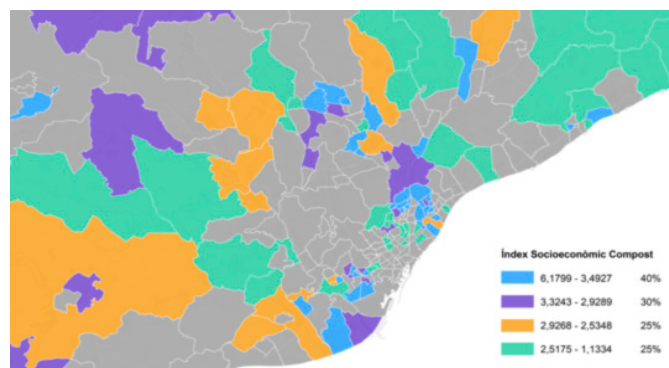 Índex Socioeconòmic Compost
6,1799 - 3,4927 40%
3,3243 - 2,9289 30%
2,9268 - 2,5348 25%
2,5175 - 1,1334 25%